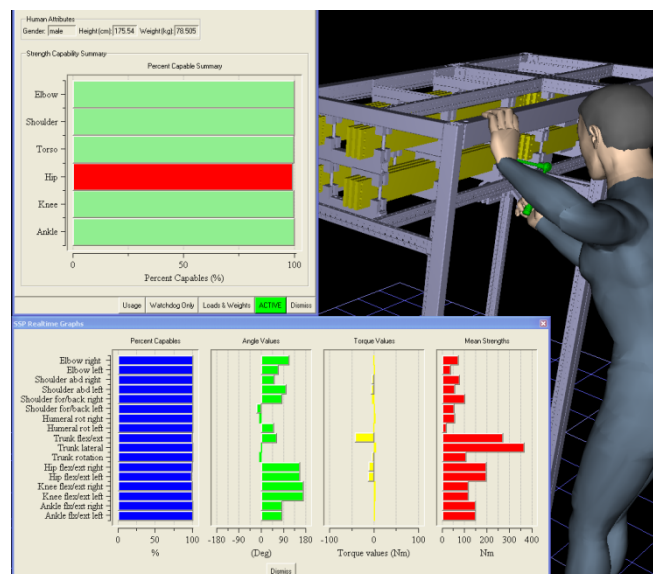 Human Attributes
Gender: male Height(cm): 175.54 Weight(kg): 78.505
Strength Capability Summary
Percent Capable Summary
Elbow
Shoulder
Torso
Hip
Knee
Ankle
0 50 100
Percent Capables (%)
Usage Watchdog Only Loads & Weights ACTIVE Dismiss
SSP Realtime Graphs
Percent Capables Angle Values Torque Values Mean Strengths
Elbow right
Elbow left
Shoulder abd right
Shoulder abd left
Shoulder for/back right
Shoulder for/back left
Humeral rot right
Humeral rot left
Trunk flex/ext
Trunk lateral
Trunk rotation
Hip flex/ext right
Hip flex/ext left
Knee flex/ext right
Knee flex/ext left
Ankle flx/ext right
Ankle flx/ext left
0 20 40 60 80 100 -180 -90 0 90 180 -100 0 100 0 100 200 300 400
% (Deg) Torque values (Nm) Nm
Dismiss